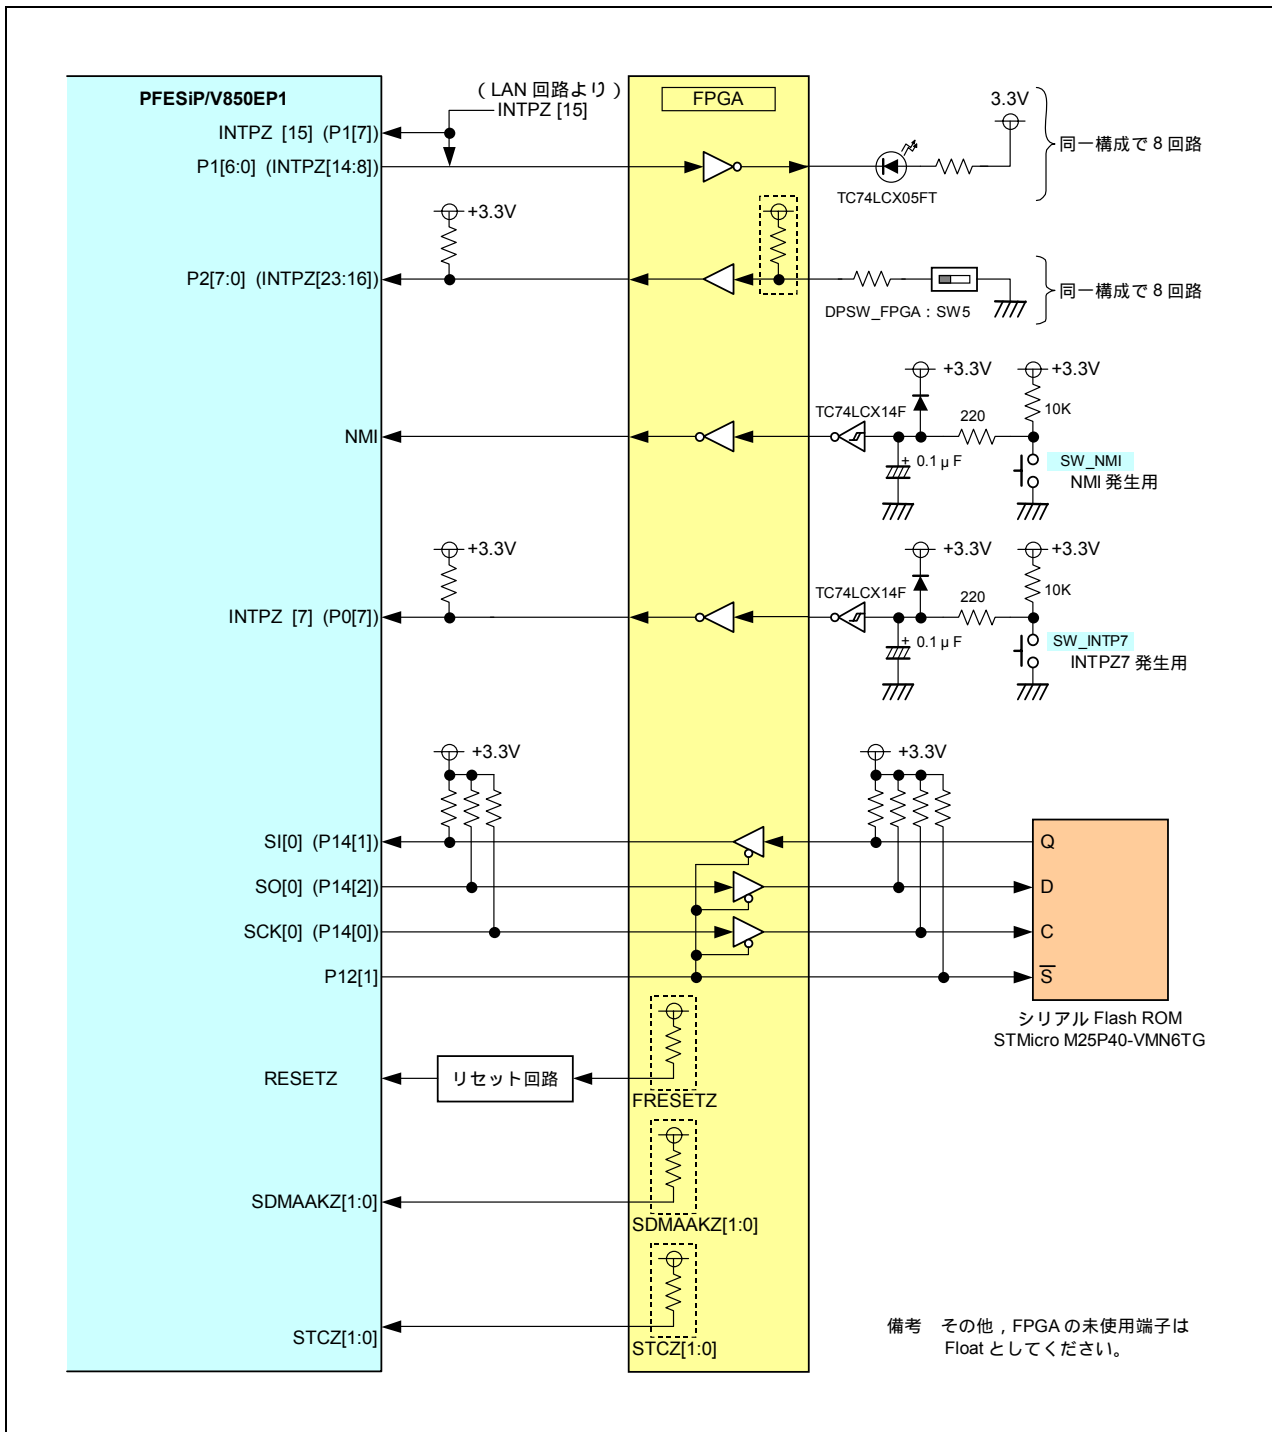 PFESiP/V850EP1
( LAN 回路より )
INTPZ [15]
FPGA
3.3V
INTPZ [15] (P1[7])
P1[6:0] (INTPZ[14:8])
同一構成で 8 回路
TC74LCX05FT
+3.3V
P2[7:0] (INTPZ[23:16])
DPSW_FPGA : SW5
同一構成で 8 回路
+3.3V
+3.3V
10K
TC74LCX14F
220
NMI
0.1 μ F
+
SW_NMI
NMI 発生用
+3.3V
+3.3V
+3.3V
10K
TC74LCX14F
220
INTPZ [7] (P0[7])
0.1 μ F
+
SW_INTP7
INTPZ7 発生用
+3.3V
+3.3V
SI[0] (P14[1])
Q
SO[0] (P14[2])
D
SCK[0] (P14[0])
C
P12[1]
S̅
シリアル Flash ROM
STMicro M25P40-VMN6TG
RESETZ
リセット回路
FRESETZ
SDMAAKZ[1:0]
SDMAAKZ[1:0]
STCZ[1:0]
STCZ[1:0]
備考 その他 , FPGA の未使用端子は
Float としてください。